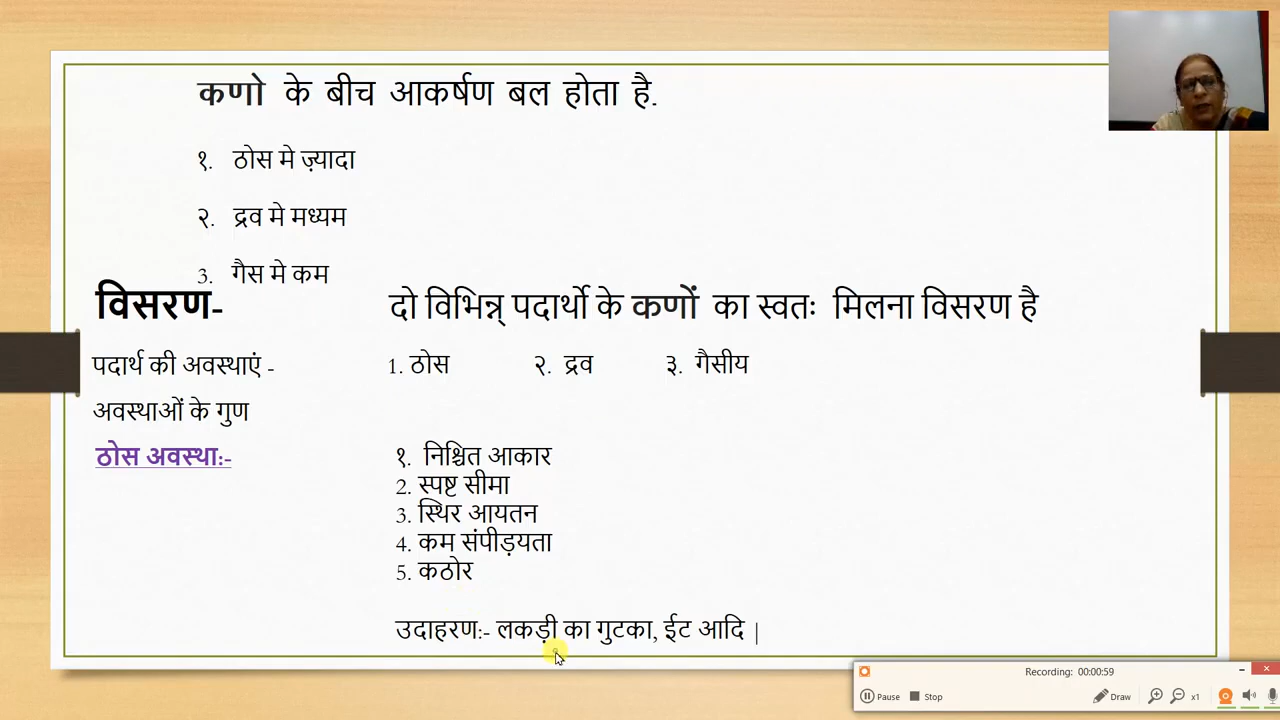 कणो के बीच आकर्षण बल होता है.
१. ठोस मे ज़्यादा
२. द्रव मे मध्यम
3. गैस मे कम
विसरण- दो विभिन्न् पदार्थो के कणों का स्वतः मिलना विसरण है
पदार्थ की अवस्थाएं - 1. ठोस २. द्रव ३. गैसीय
अवस्थाओं के गुण
ठोस अवस्था:- १. निश्चित आकार
2. स्पष्ट सीमा
3. स्थिर आयतन
4. कम संपीड़यता
5. कठोर
उदाहरण:- लकड़ी का गुटका, ईट आदि |
Recording: 00:00:59
Pause Stop Draw x1